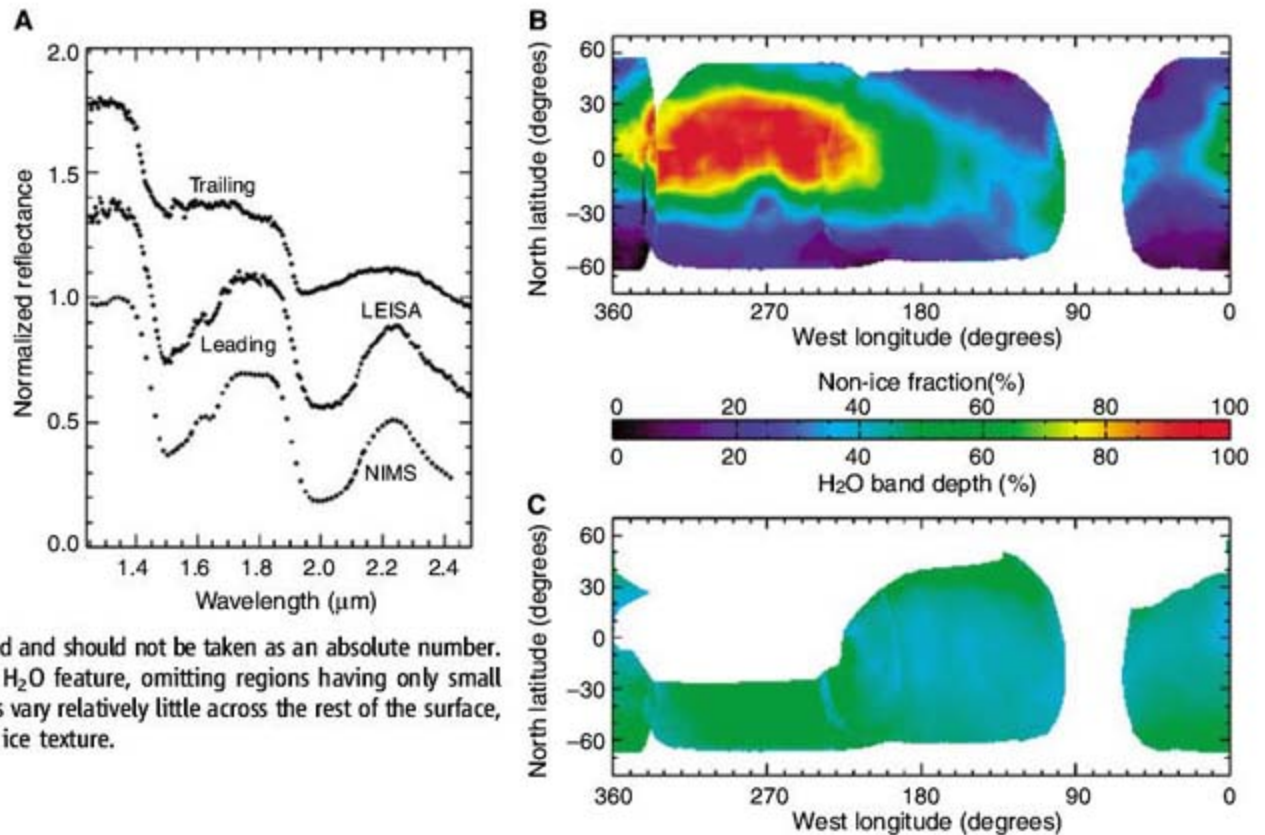 A
2.0
1.5
1.0
0.5
0.0
Normalized reflectance
Trailing
Leading
LEISA
NIMS
1.4 1.6 1.8 2.0 2.2 2.4
Wavelength (μm)
d and should not be taken as an absolute number.
H₂O feature, omitting regions having only small
s vary relatively little across the rest of the surface,
ice texture.
B
60
30
0
−30
−60
North latitude (degrees)
360 270 180 90 0
West longitude (degrees)
Non-ice fraction(%)
0 20 40 60 80 100
0 20 40 60 80 100
H₂O band depth (%)
C
60
30
0
−30
−60
North latitude (degrees)
360 270 180 90 0
West longitude (degrees)